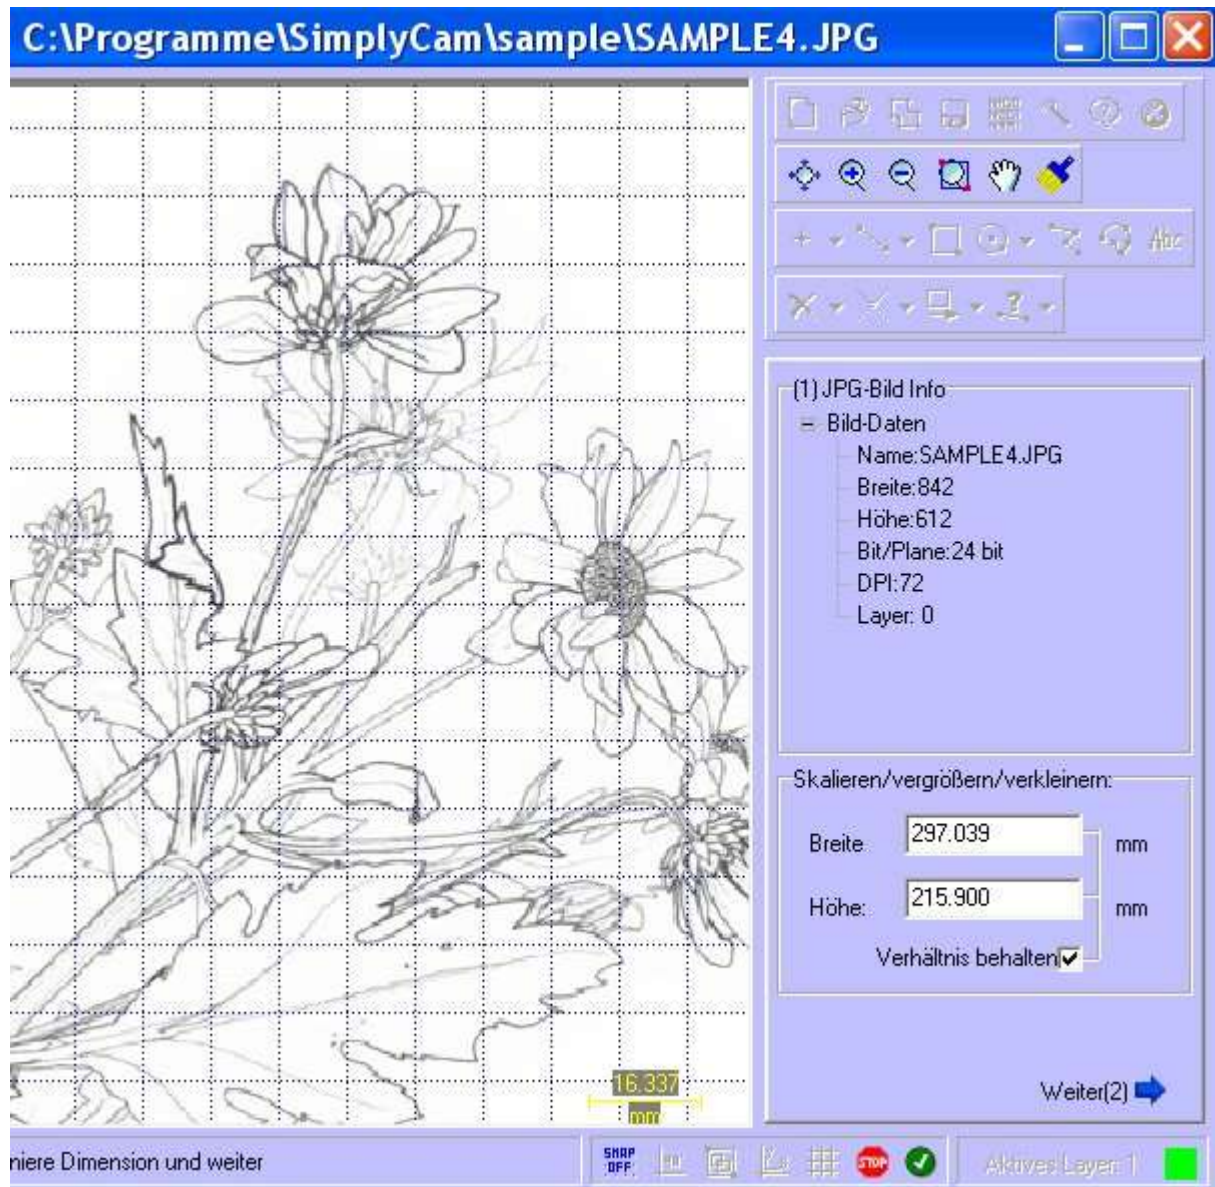 C:\Programme\SimplyCam\sample\SAMPLE4.JPG
Abc
(1) JPG-Bild Info
Bild-Daten
Name:SAMPLE4.JPG
Breite:842
Höhe:612
Bit/Plane:24 bit
DPI:72
Layer: 0
Skalieren/vergrößern/verkleinern:
Breite 297.039 mm
Höhe: 215.900 mm
Verhältnis behalten
16.337
mm
Weiter(2)
niere Dimension und weiter
SNAP
OFF
STOP
Aktives Layer: 1